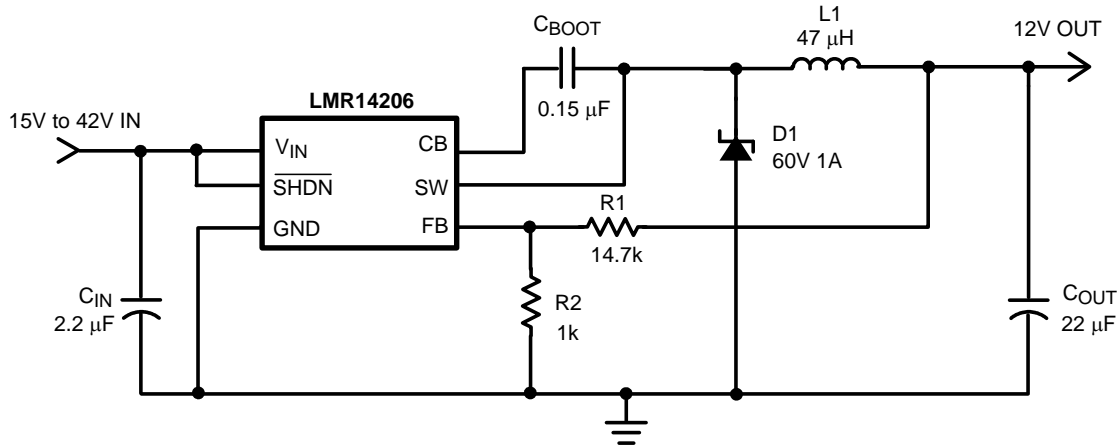 L1
47 μH
12V OUT
CBOOT
0.15 μF
LMR14206
15V to 42V IN
VIN
CB
SHDN
SW
GND
FB
D1
60V 1A
R1
14.7k
CIN
2.2 μF
R2
1k
COUT
22 μF